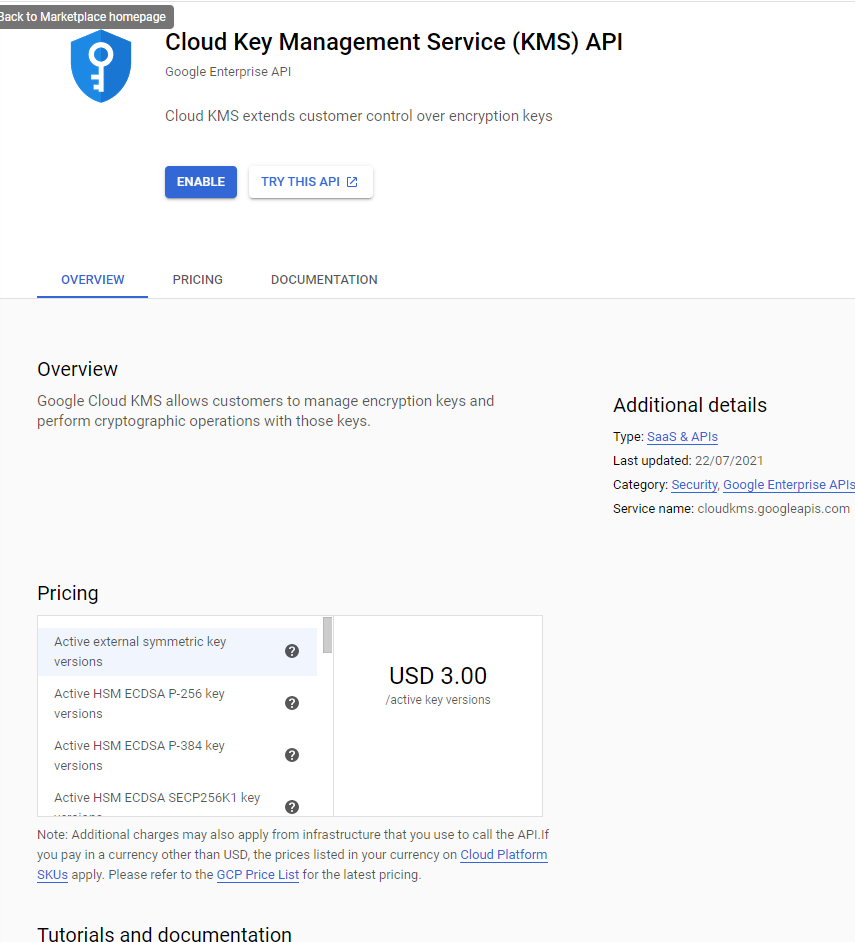 Back to Marketplace homepage
Cloud Key Management Service (KMS) API
Google Enterprise API
Cloud KMS extends customer control over encryption keys
ENABLE
TRY THIS API
OVERVIEW
PRICING
DOCUMENTATION
Overview
Google Cloud KMS allows customers to manage encryption keys and
perform cryptographic operations with those keys.
Additional details
Type: SaaS & APIs
Last updated: 22/07/2021
Category: Security, Google Enterprise APIs
Service name: cloudkms.googleapis.com
Pricing
Active external symmetric key
versions
?
Active HSM ECDSA P-256 key
versions
?
Active HSM ECDSA P-384 key
versions
?
Active HSM ECDSA SECP256K1 key
?
USD 3.00
/active key versions
Note: Additional charges may also apply from infrastructure that you use to call the API.If
you pay in a currency other than USD, the prices listed in your currency on Cloud Platform
SKUs apply. Please refer to the GCP Price List for the latest pricing.
Tutorials and documentation